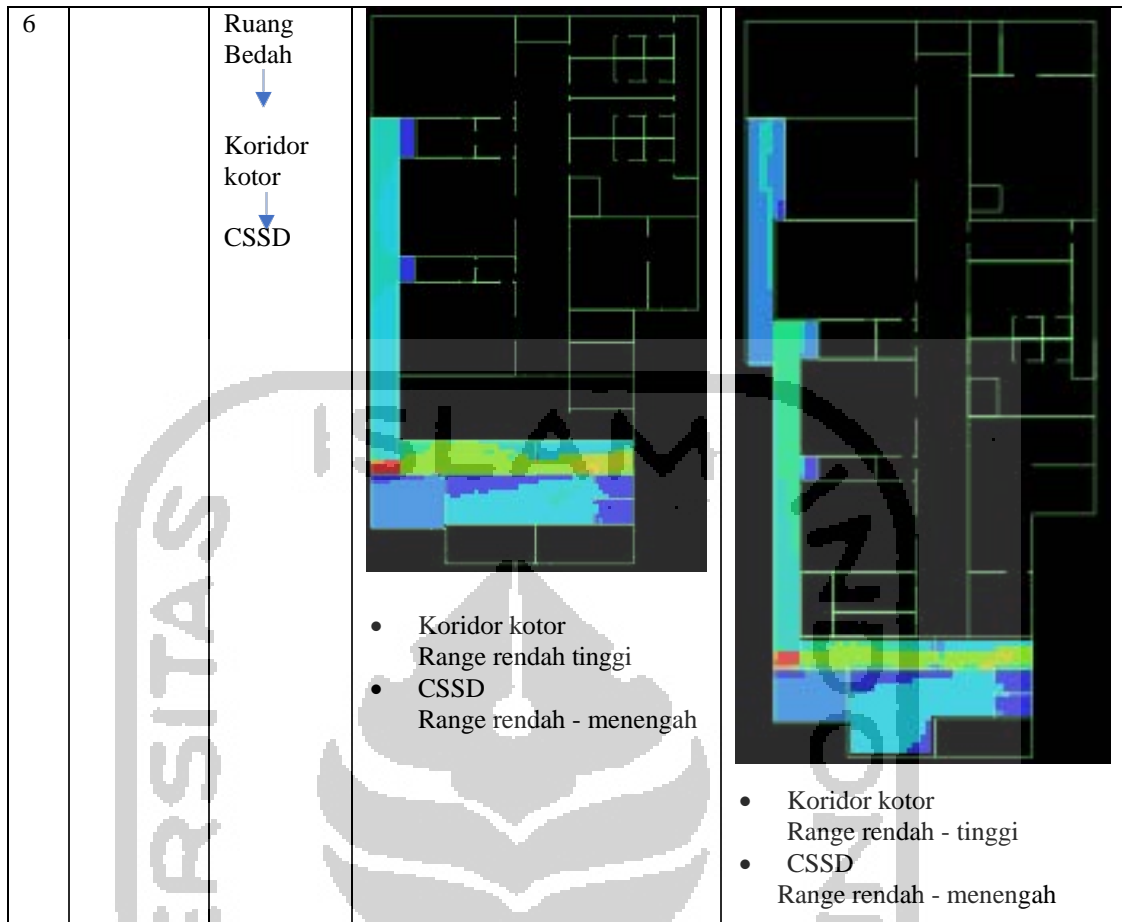 6
Ruang
Bedah
Koridor
kotor
CSSD
• Koridor kotor
Range rendah tinggi
• CSSD
Range rendah - menengah
• Koridor kotor
Range rendah - tinggi
• CSSD
Range rendah - menengah
ISLAM